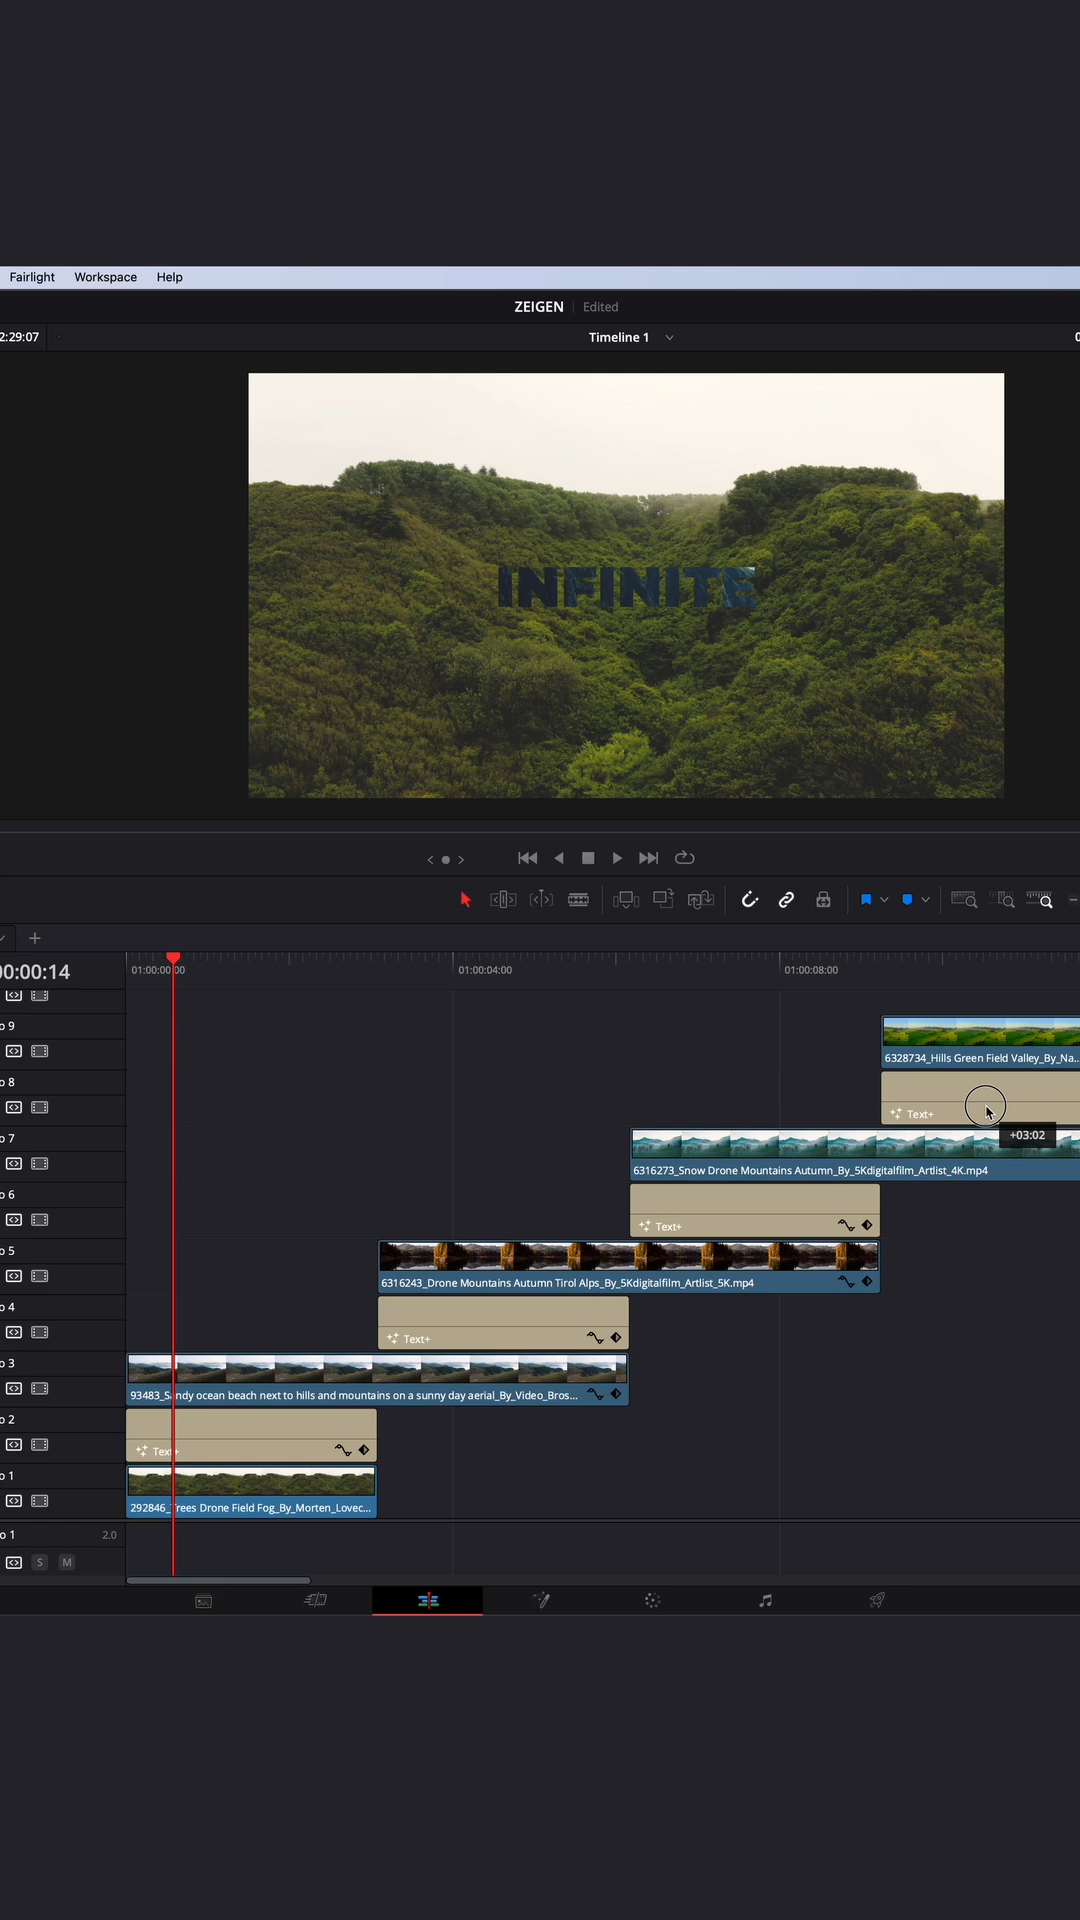 Fairlight Workspace Help
ZEIGEN Edited
2:29:07
Timeline 1
0
INFINITE
00:00:14
01:00:00:00
01:00:04:00
01:00:08:00
o 9
6328734_Hills Green Field Valley_By_Na...
o 8
Text+
+03:02
o 7
6316273_Snow Drone Mountains Autumn_By_5Kdigitalfilm_Artlist_4K.mp4
o 6
Text+
o 5
6316243_Drone Mountains Autumn Tirol Alps_By_5Kdigitalfilm_Artlist_5K.mp4
o 4
Text+
o 3
93483_Sandy ocean beach next to hills and mountains on a sunny day aerial_By_Video_Bros...
o 2
Text+
o 1
292846_Trees Drone Field Fog_By_Morten_Lovec...
o 1 2.0
S M